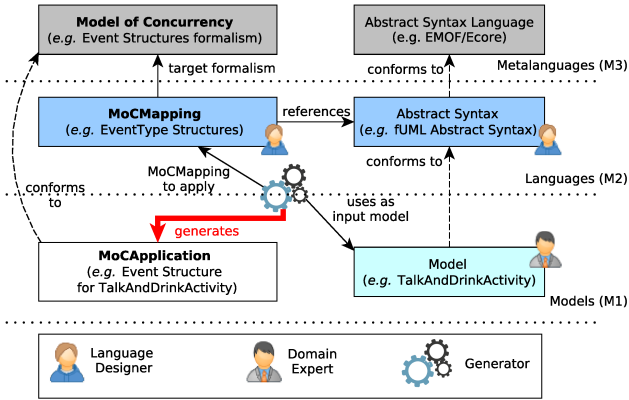 Model of Concurrency
(e.g. Event Structures formalism)
Abstract Syntax Language
(e.g. EMOF/Ecore)
target formalism
conforms to
Metalanguages (M3)
MoCMapping
(e.g. EventType Structures)
references
Abstract Syntax
(e.g. fUML Abstract Syntax)
MoCMapping
to apply
conforms to
Languages (M2)
conforms
to
uses as
input model
generates
MoCApplication
(e.g. Event Structure
for TalkAndDrinkActivity)
Model
(e.g. TalkAndDrinkActivity)
Models (M1)
Language
Designer
Domain
Expert
Generator